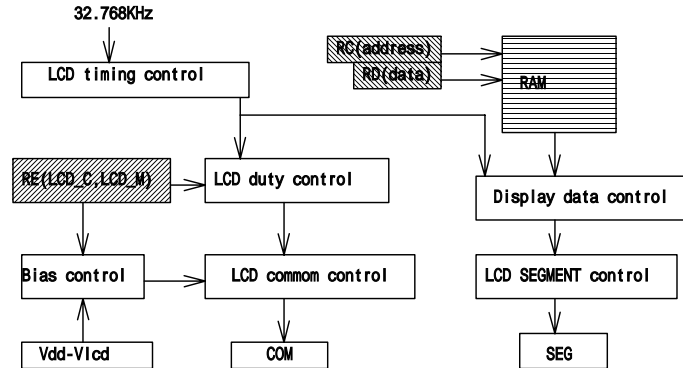 32.768KHz
LCD timing control
RC(address)
RD(data)
RAM
RE(LCD_C,LCD_M)
LCD duty control
Display data control
Bias control
LCD commom control
LCD SEGMENT control
Vdd-Vlcd
COM
SEG